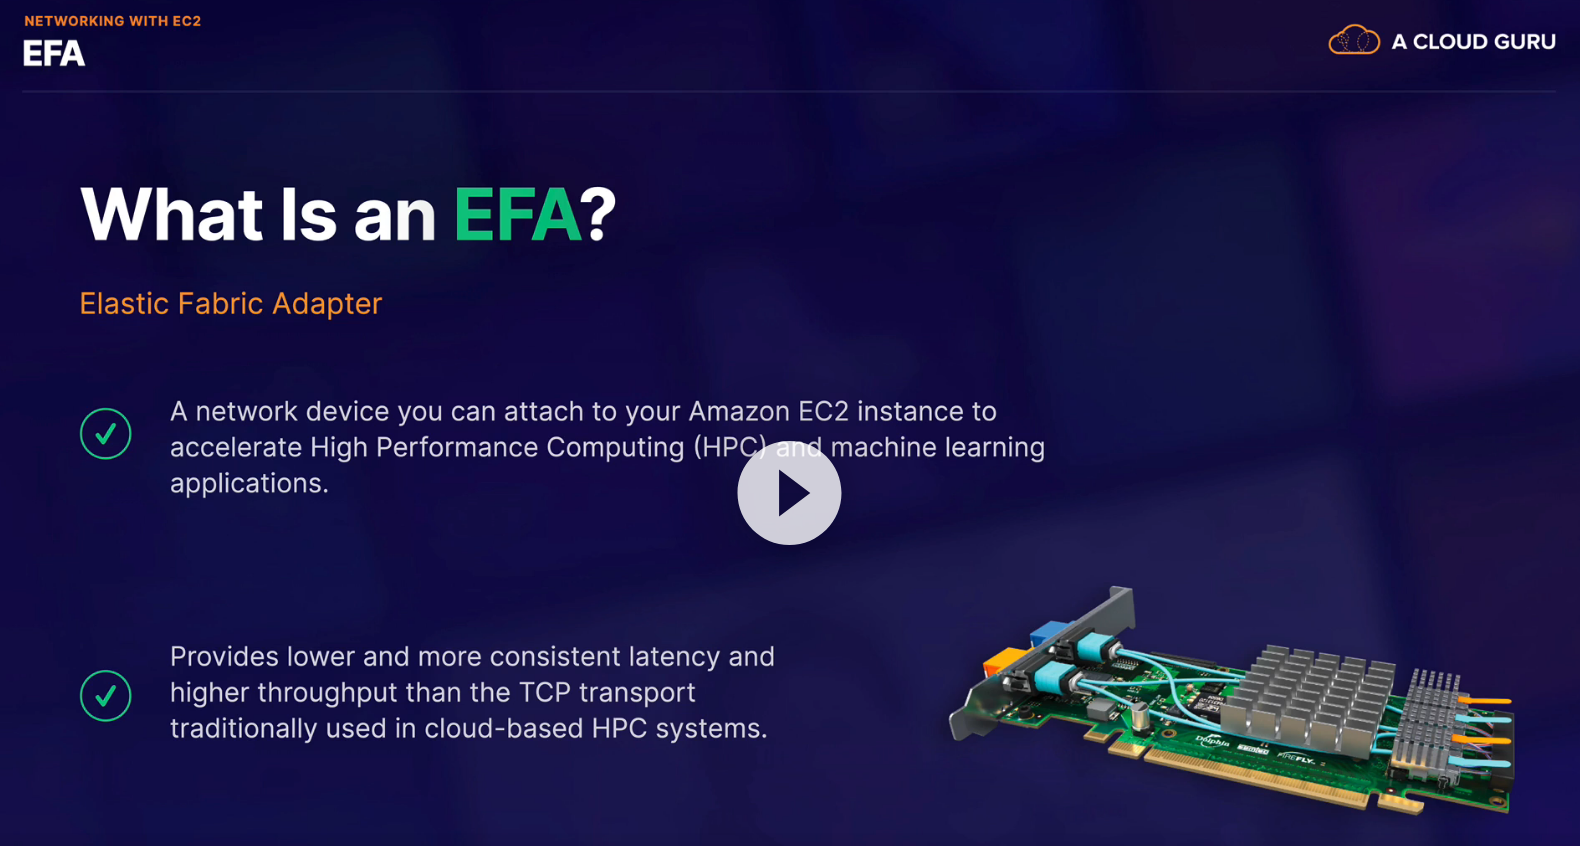 NETWORKING WITH EC2
EFA
A CLOUD GURU
What Is an EFA?
Elastic Fabric Adapter
A network device you can attach to your Amazon EC2 instance to
accelerate High Performance Computing (HPC) and machine learning
applications.
Provides lower and more consistent latency and
higher throughput than the TCP transport
traditionally used in cloud-based HPC systems.
Dolphin
samtec
FIREFLY